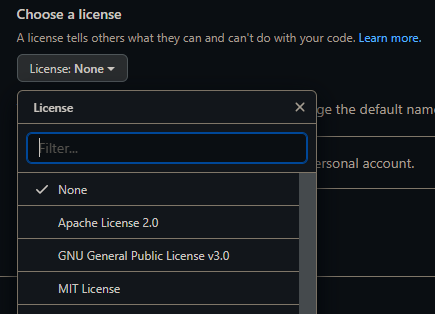 Choose a license
A license tells others what they can and can't do with your code. Learn more.
License: None
License
ge the default nam
Filter...
ersonal account.
None
Apache License 2.0
GNU General Public License v3.0
MIT License